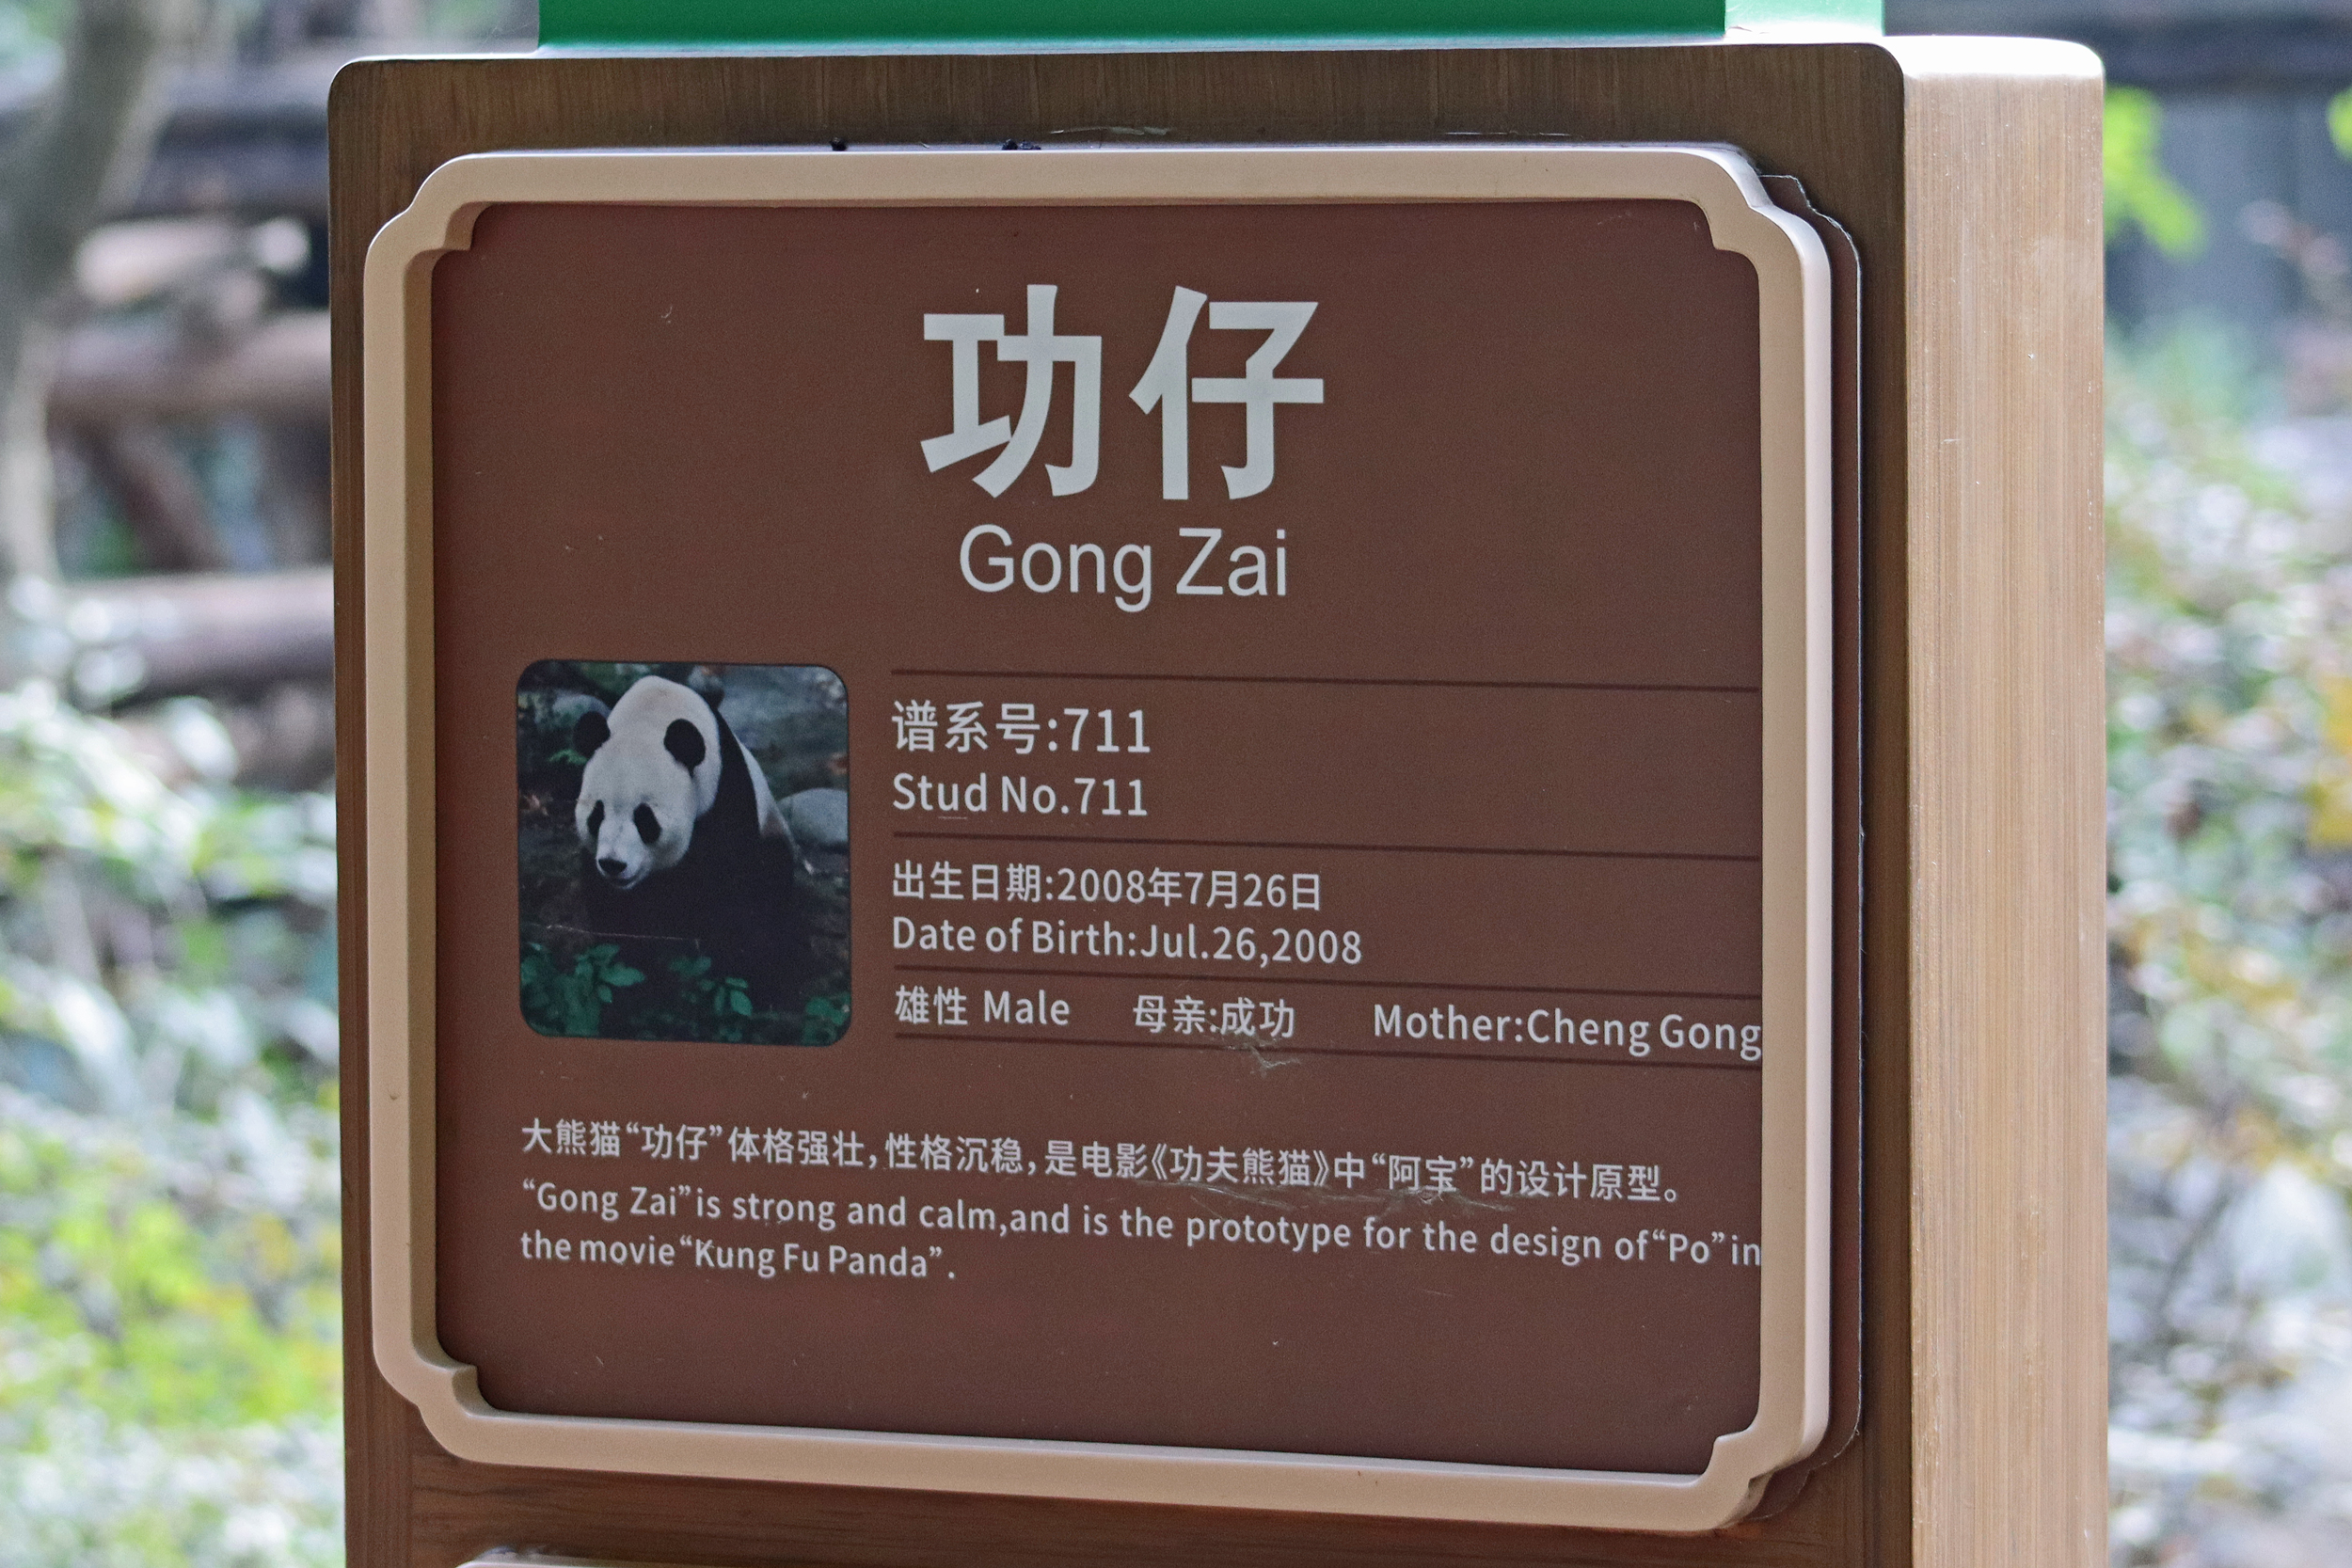 功仔
Gong Zai
谱系号:711
Stud No.711
出生日期:2008年7月26日
Date of Birth:Jul.26,2008
雄性 Male 母亲:成功 Mother:Cheng Gong
大熊猫“功仔”体格强壮,性格沉稳,是电影《功夫熊猫》中“阿宝”的设计原型。
“Gong Zai”is strong and calm,and is the prototype for the design of“Po”in
the movie“Kung Fu Panda”.